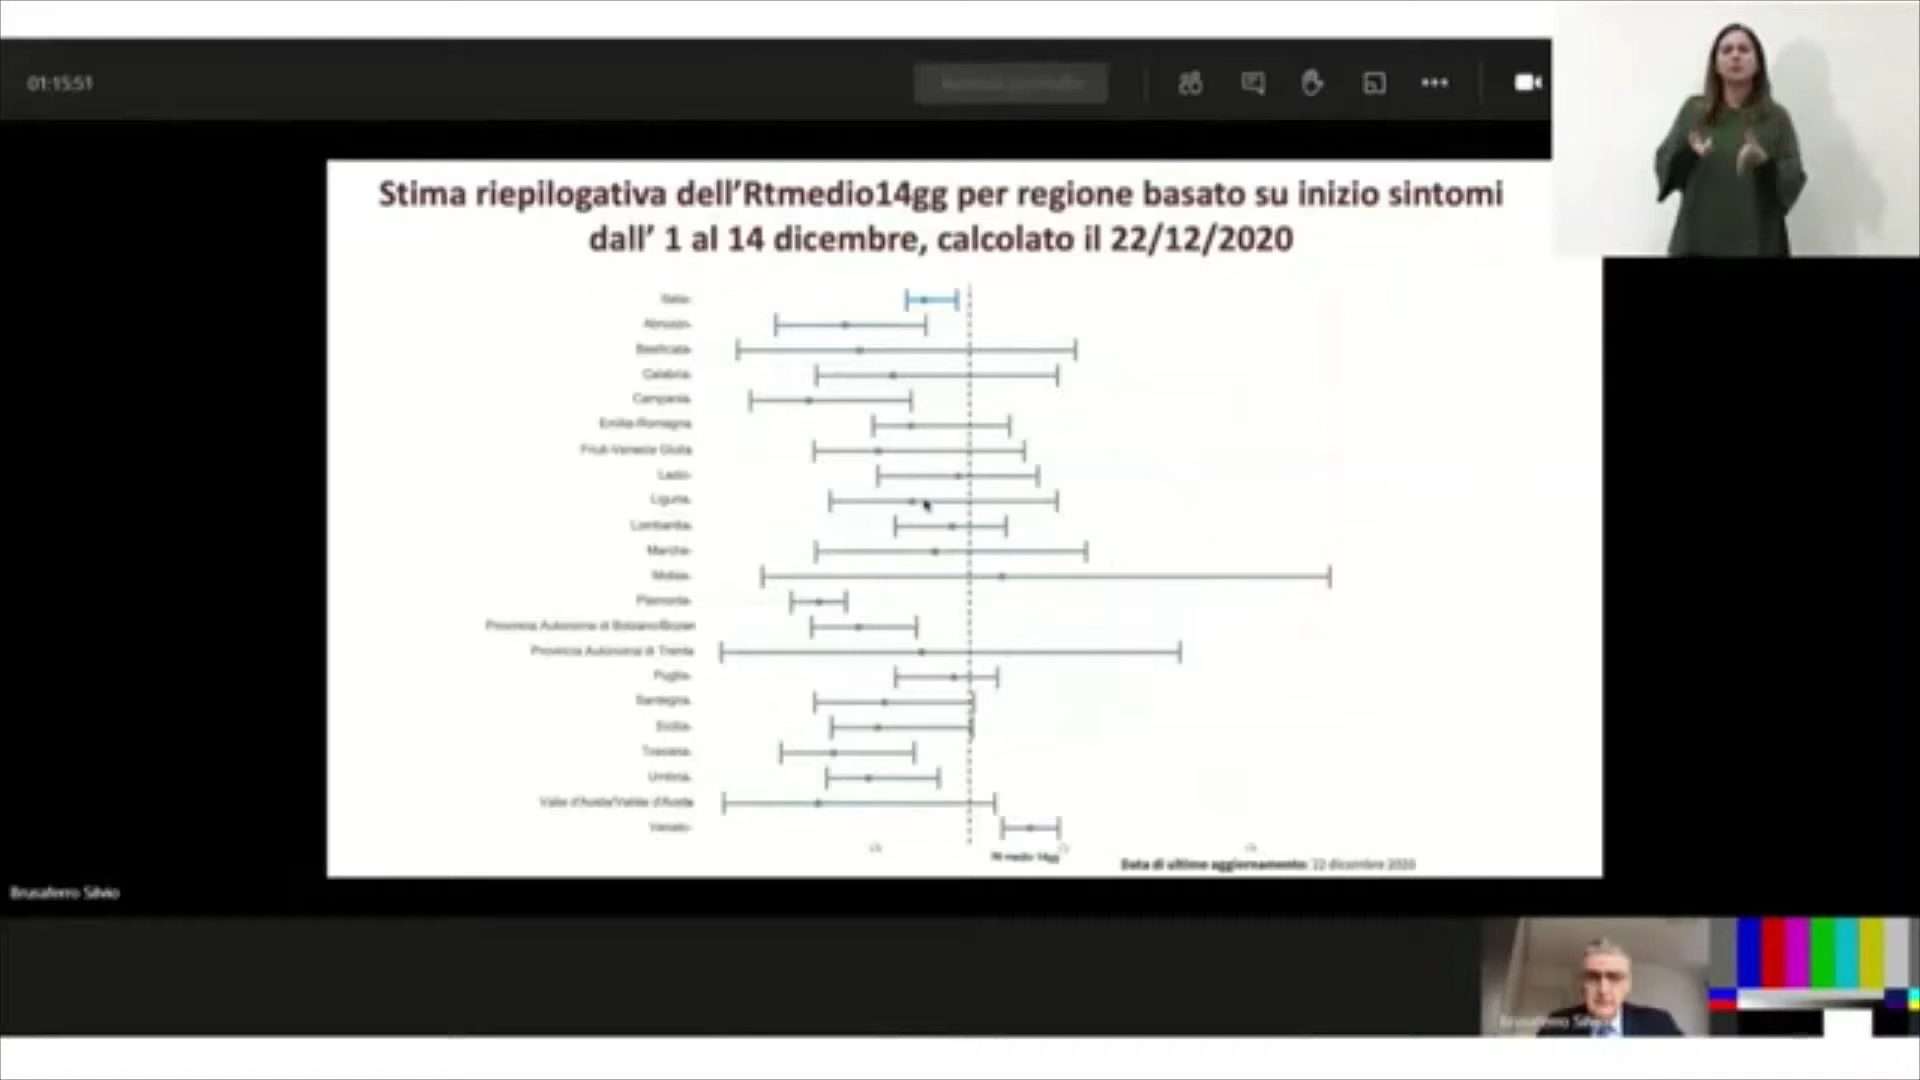 01:15:51
Stima riepilogativa dell'Rtmedio14gg per regione basato su inizio sintomi
dall' 1 al 14 dicembre, calcolato il 22/12/2020
Italia
Abruzzo
Basilicata
Calabria
Campania
Emilia-Romagna
Friuli-Venezia Giulia
Lazio
Liguria
Lombardia
Marche
Molise
Piemonte
Provincia Autonoma di Bolzano/Bozen
Provincia Autonoma di Trento
Puglia
Sardegna
Sicilia
Toscana
Umbria
Valle d'Aosta/Vallée d'Aoste
Veneto
Rt medio 14gg
Data di ultimo aggiornamento: 22 dicembre 2020
Brusaferro Silvio
Brusaferro Silvio